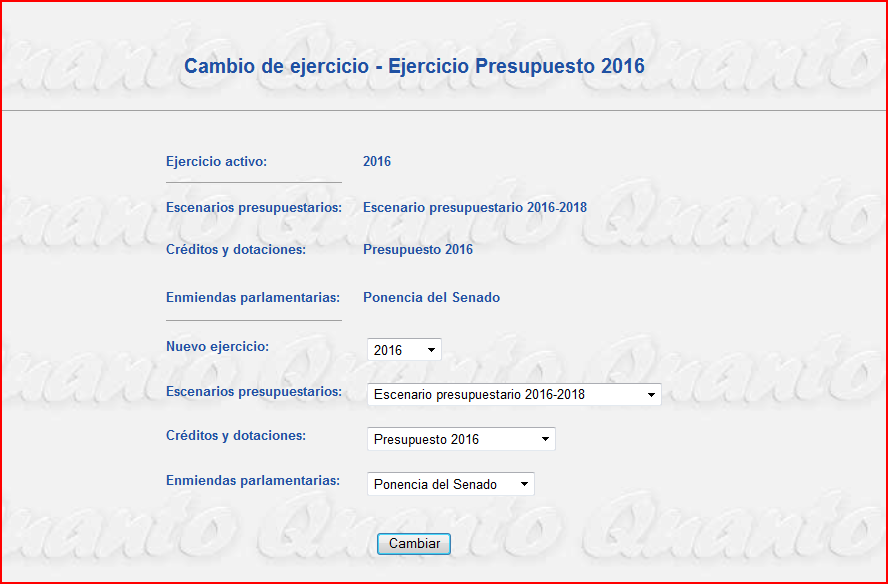 Cambio de ejercicio - Ejercicio Presupuesto 2016
Ejercicio activo: 2016
Escenarios presupuestarios: Escenario presupuestario 2016-2018
Créditos y dotaciones: Presupuesto 2016
Enmiendas parlamentarias: Ponencia del Senado
Nuevo ejercicio: 2016
Escenarios presupuestarios: Escenario presupuestario 2016-2018
Créditos y dotaciones: Presupuesto 2016
Enmiendas parlamentarias: Ponencia del Senado
Cambiar